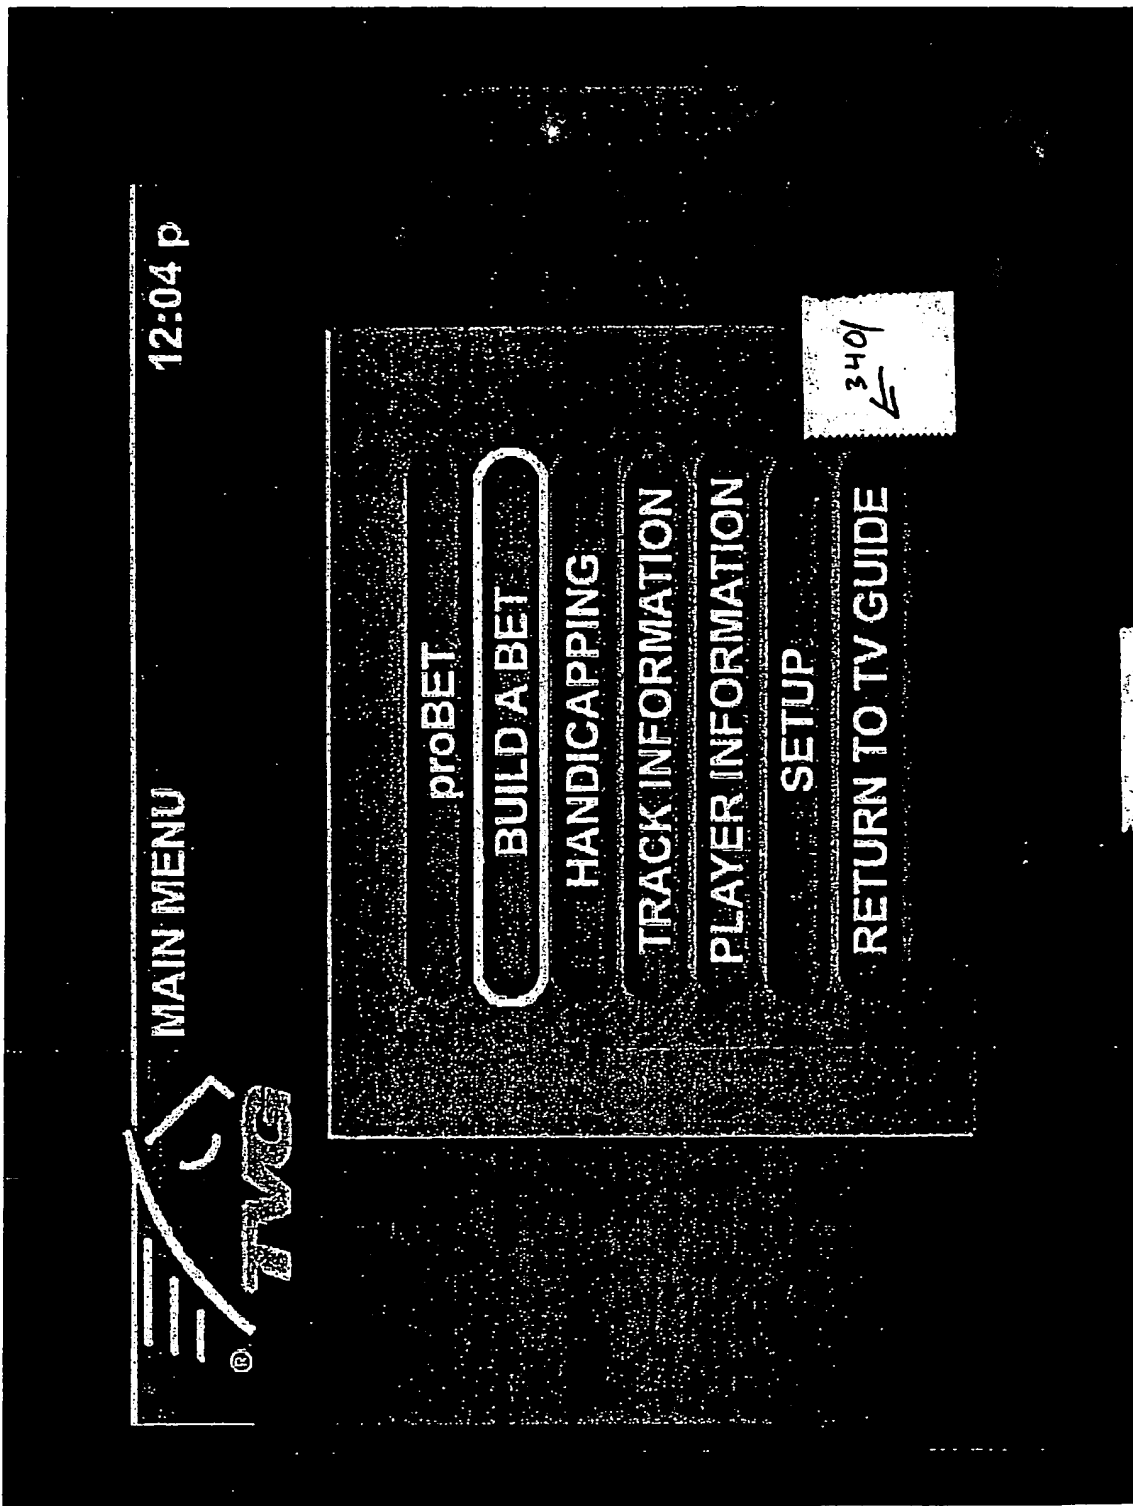 MAIN MENU 12:04 p
TVG
®
proBET
BUILD A BET
HANDICAPPING
TRACK INFORMATION
PLAYER INFORMATION
SETUP
RETURN TO TV GUIDE
3401